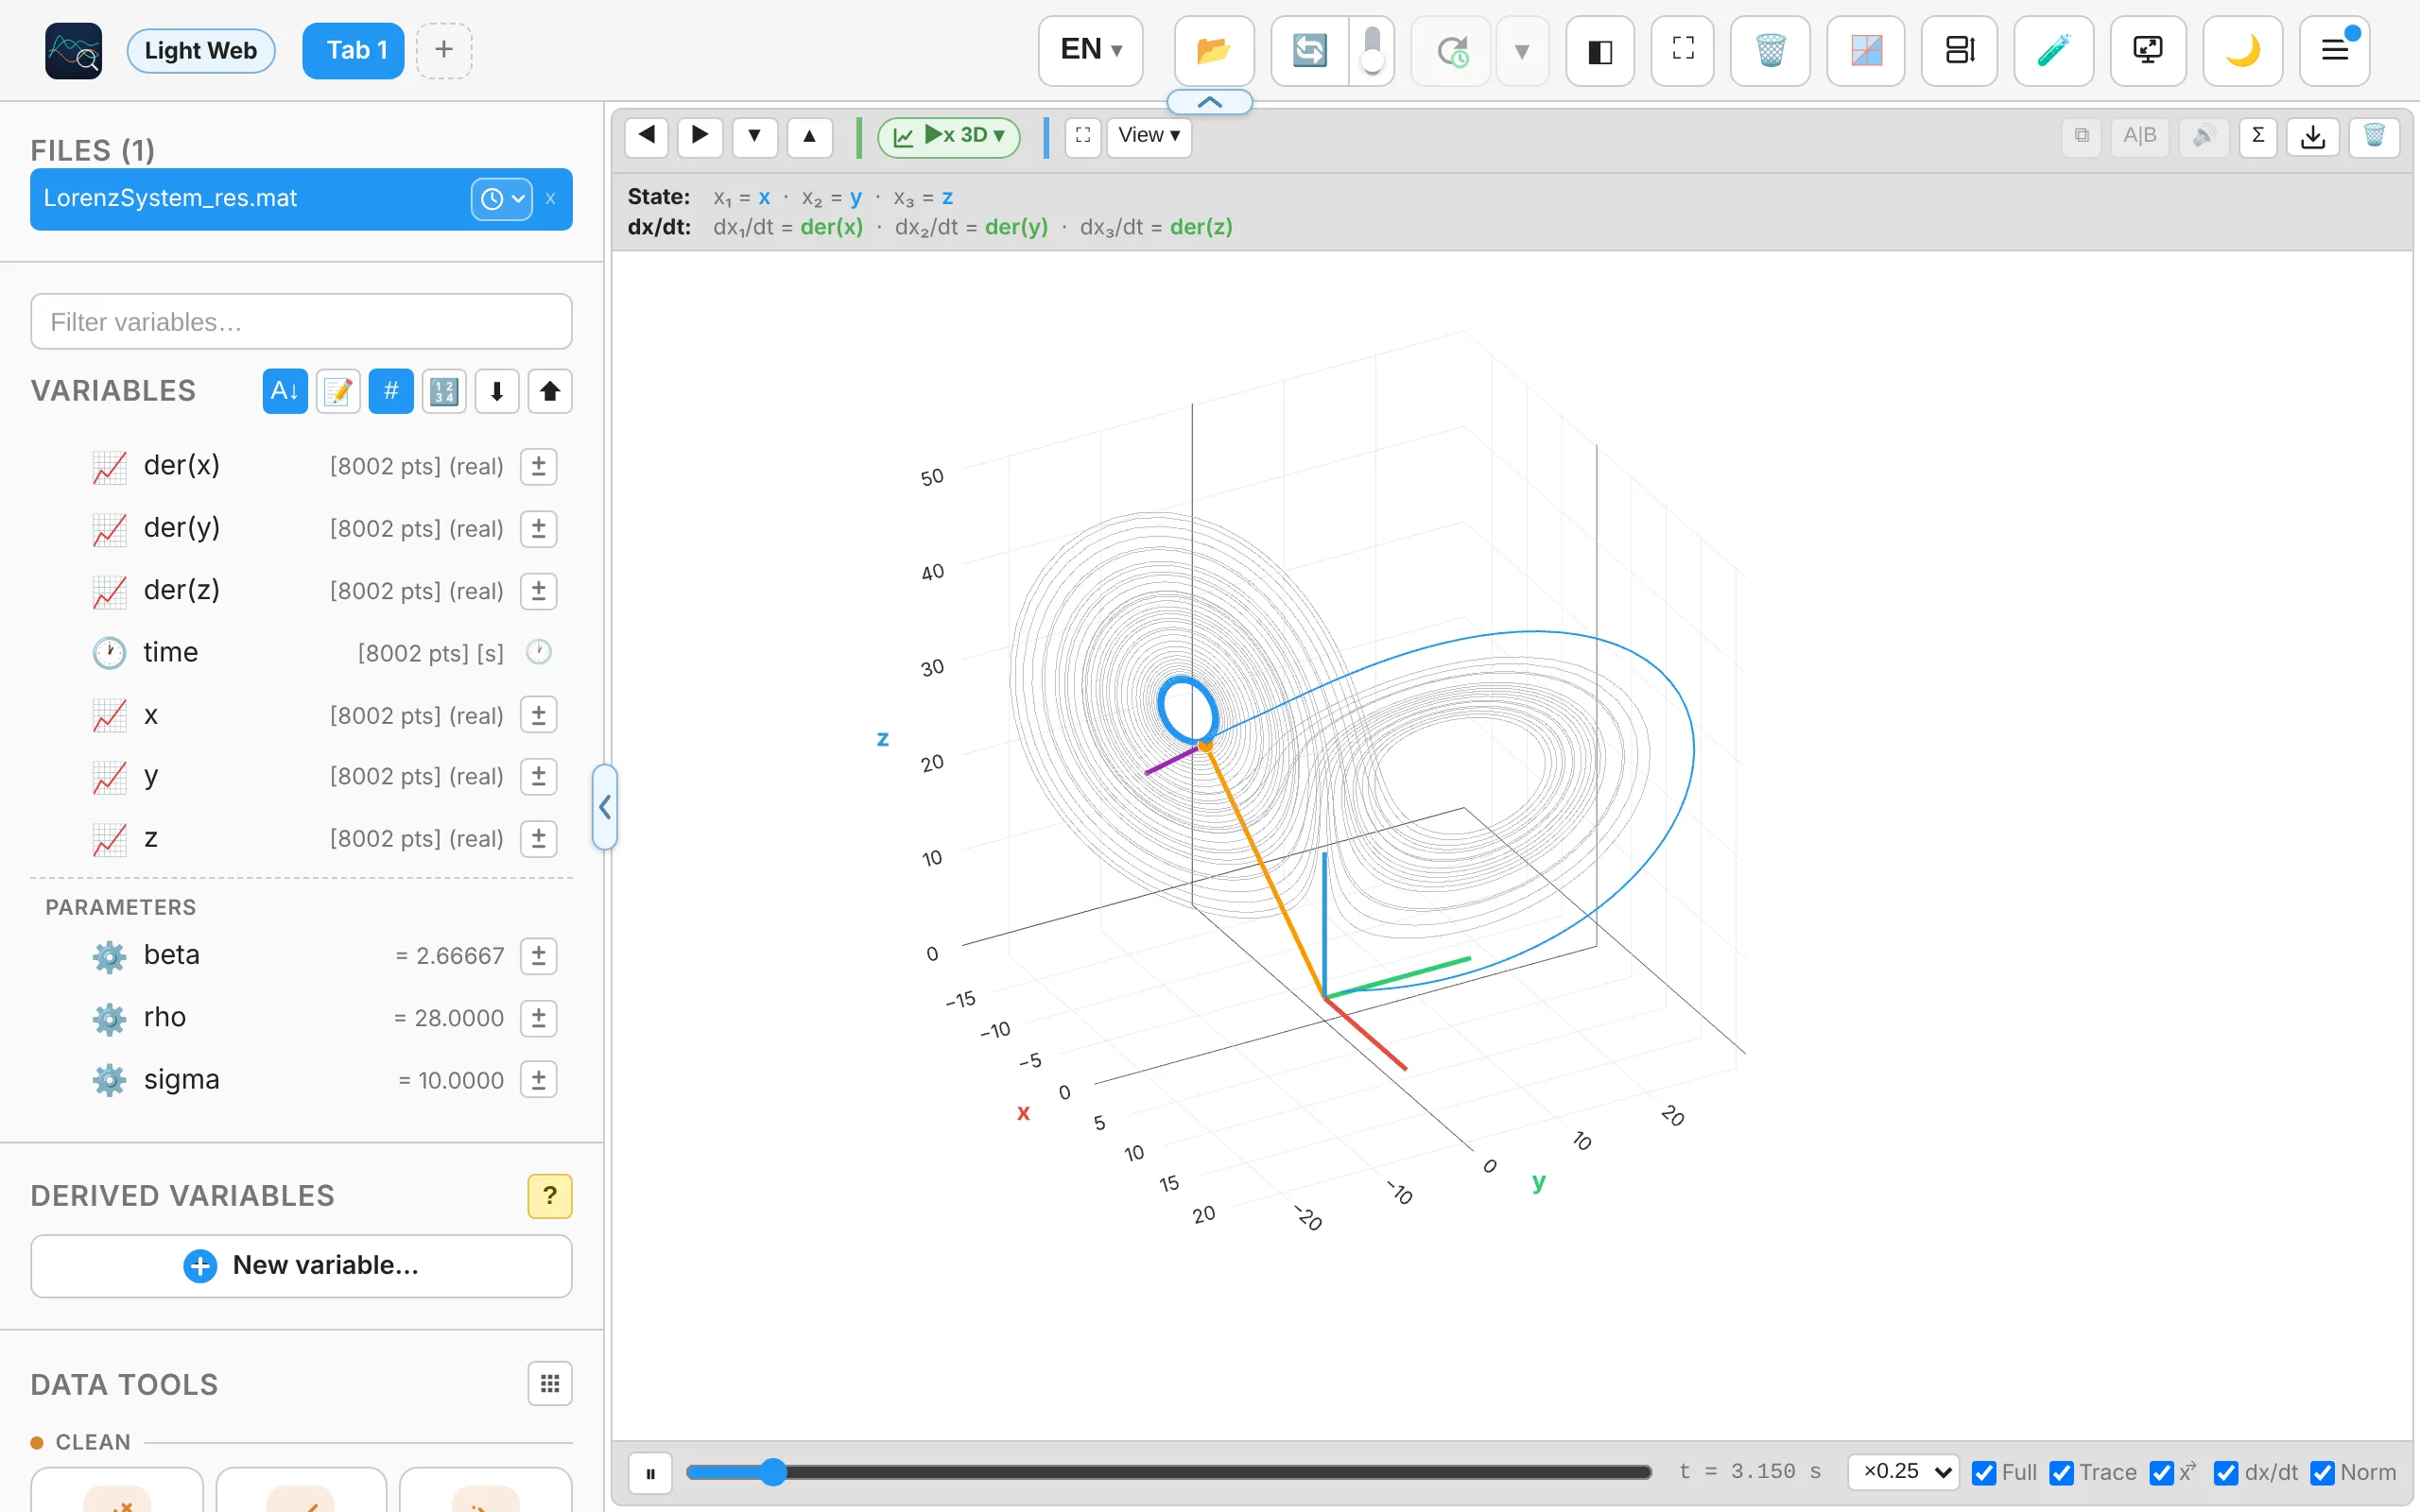 Light Web Tab 1 + EN ▾
FILES (1)
LorenzSystem_res.mat x
Filter variables…
VARIABLES A↓ #
der(x) [8002 pts] (real) ±
der(y) [8002 pts] (real) ±
der(z) [8002 pts] (real) ±
time [8002 pts] [s]
x [8002 pts] (real) ±
y [8002 pts] (real) ±
z [8002 pts] (real) ±
PARAMETERS
beta = 2.66667 ±
rho = 28.0000 ±
sigma = 10.0000 ±
DERIVED VARIABLES ?
New variable...
DATA TOOLS
CLEAN
▶x 3D ▾ View ▾ A|B Σ
State: x₁ = x · x₂ = y · x₃ = z
dx/dt: dx₁/dt = der(x) · dx₂/dt = der(y) · dx₃/dt = der(z)
50
40
30
20
10
0
z
−15
−10
−5
0
5
10
15
20
x
−20
−10
0
10
20
y
t = 3.150 s ×0.25 Full Trace x→ dx/dt Norm